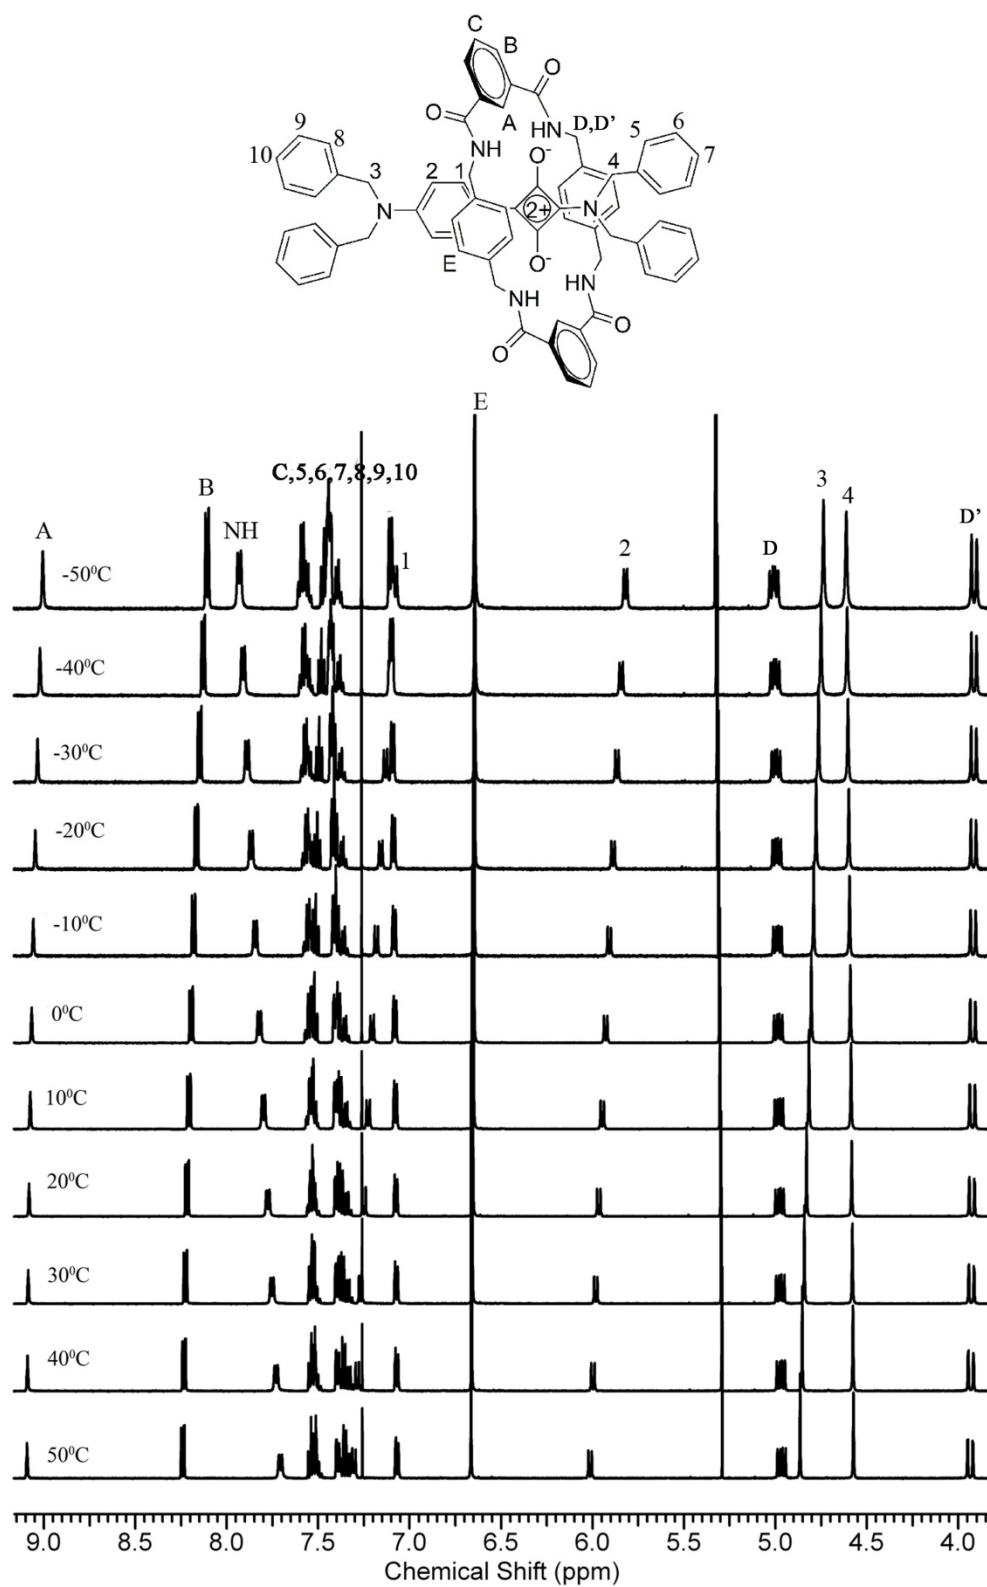 C
B
O
O
A
HN
D,D’
NH
9
8
10
3
2
1
O⁻
4
5
6
7
N
2+
N
E
O⁻
NH
HN
O
O
E
C,5,6,7,8,9,10
A
B
NH
1
2
D
3
4
D’
-50⁰C
-40⁰C
-30⁰C
-20⁰C
-10⁰C
0⁰C
10⁰C
20⁰C
30⁰C
40⁰C
50⁰C
9.0 8.5 8.0 7.5 7.0 6.5 6.0 5.5 5.0 4.5 4.0
Chemical Shift (ppm)